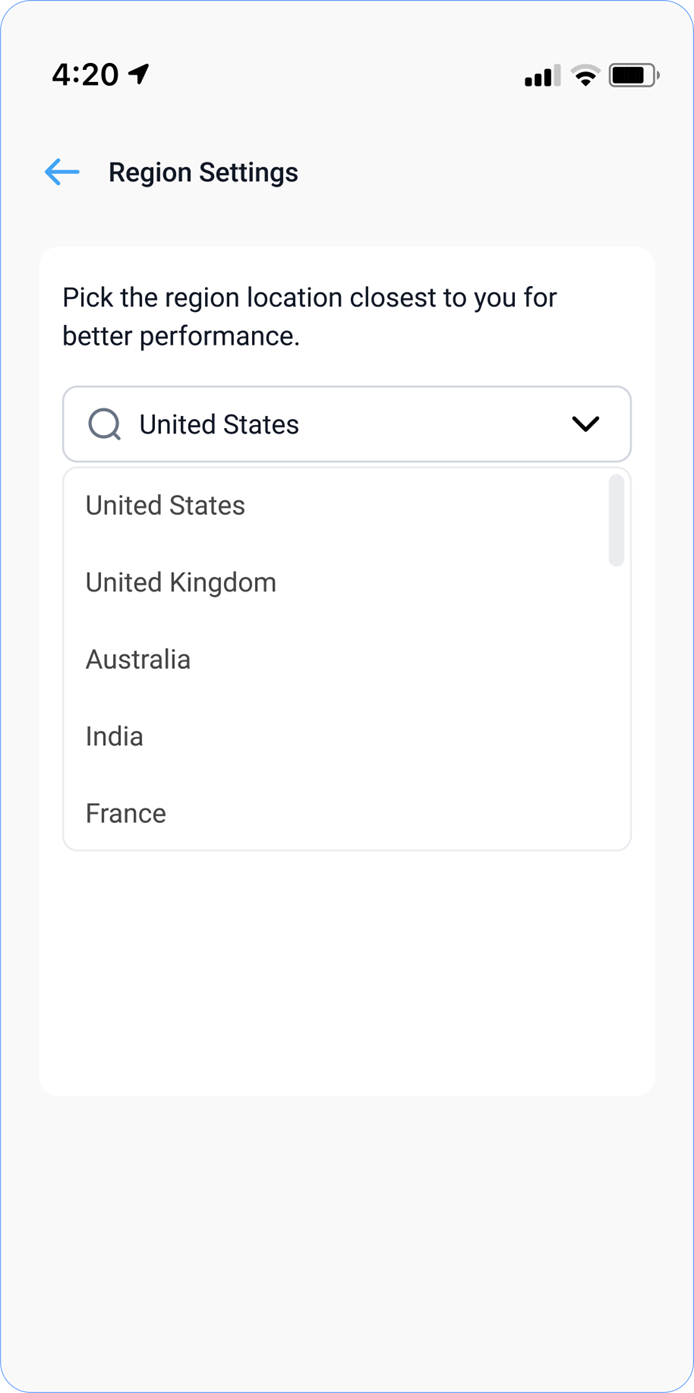 4:20
Region Settings
Pick the region location closest to you for
better performance.
United States
United States
United Kingdom
Australia
India
France